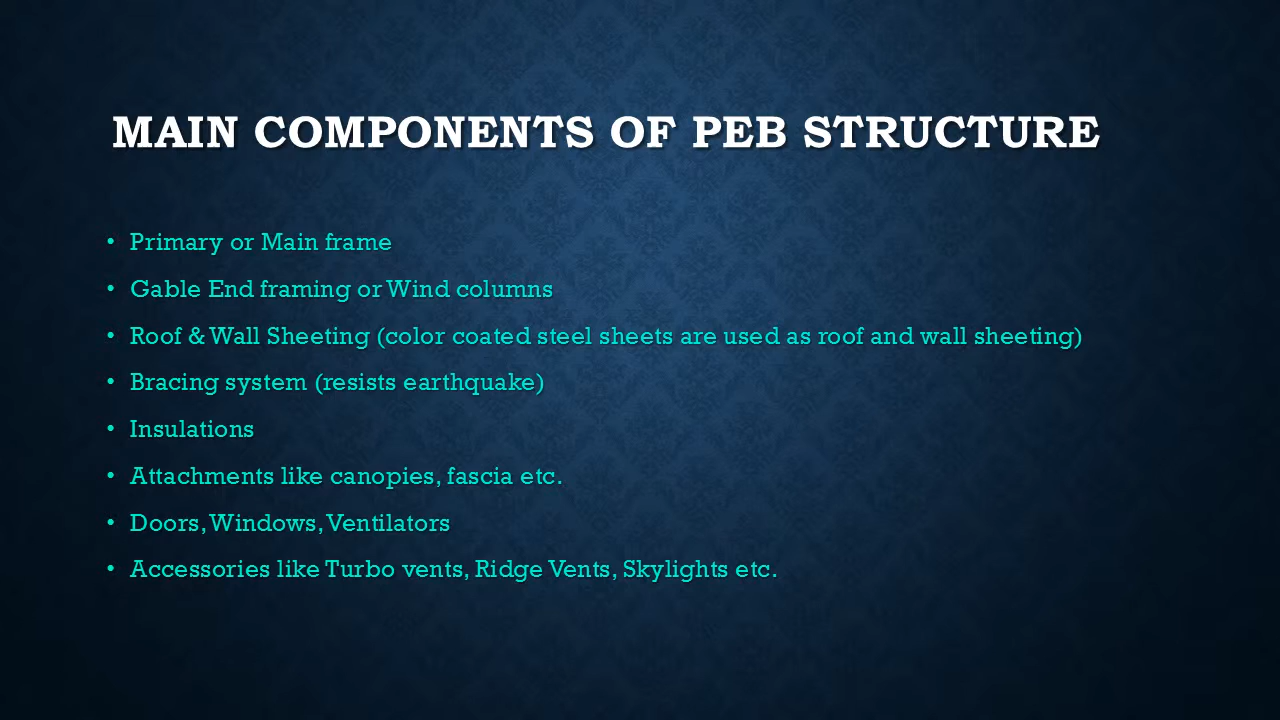 MAIN COMPONENTS OF PEB STRUCTURE
• Primary or Main frame
• Gable End framing or Wind columns
• Roof & Wall Sheeting (color coated steel sheets are used as roof and wall sheeting)
• Bracing system (resists earthquake)
• Insulations
• Attachments like canopies, fascia etc.
• Doors, Windows, Ventilators
• Accessories like Turbo vents, Ridge Vents, Skylights etc.